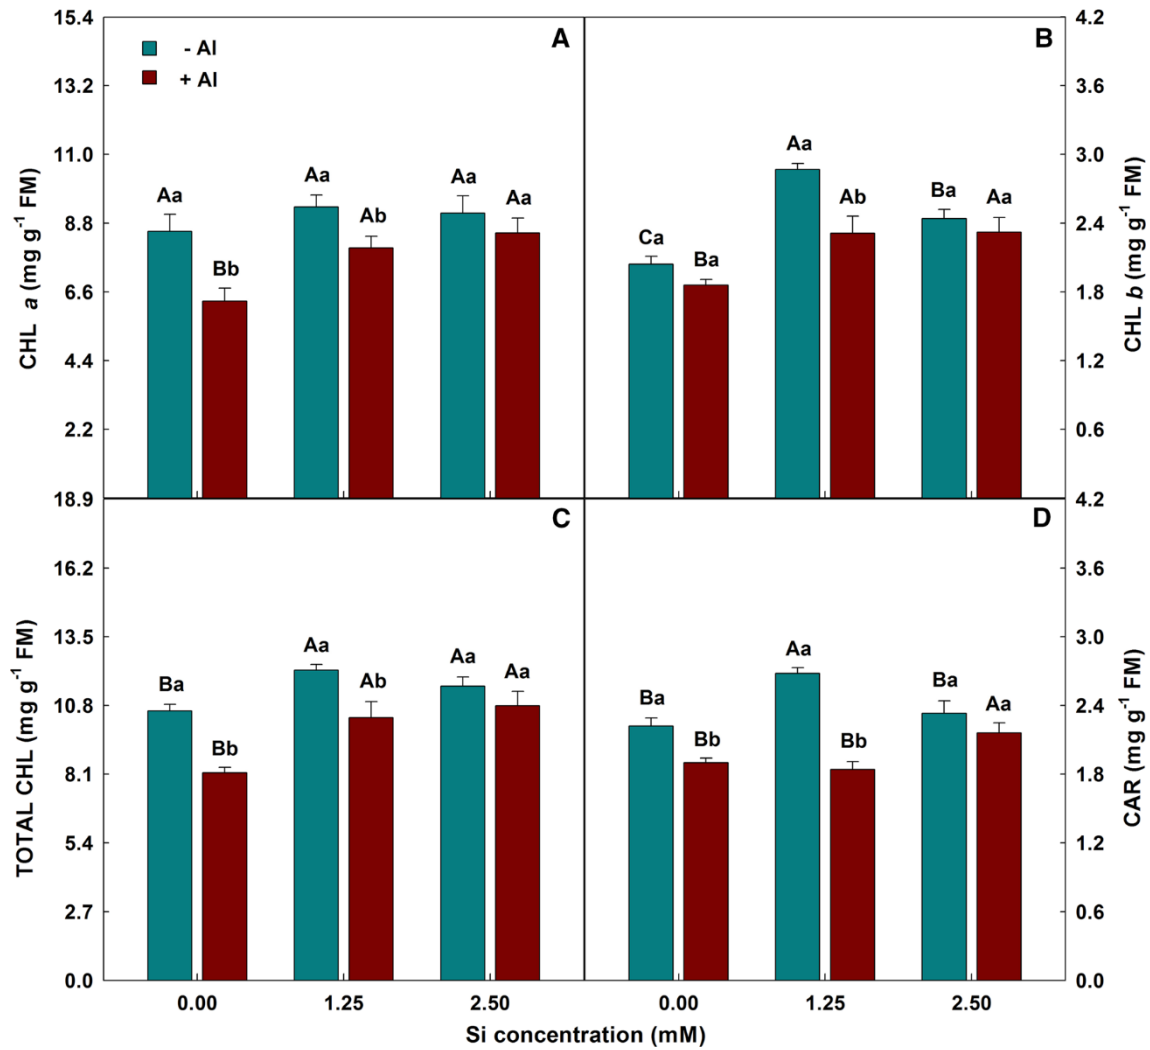 15.4
13.2
11.0
8.8
6.6
4.4
2.2
CHL a (mg g⁻¹ FM)
- Al
+ Al
A
Aa
Bb
Aa
Ab
Aa
Aa
B
Ca
Ba
Aa
Ab
Ba
Aa
4.2
3.6
3.0
2.4
1.8
1.2
0.6
CHL b (mg g⁻¹ FM)
18.9
16.2
13.5
10.8
8.1
5.4
2.7
0.0
TOTAL CHL (mg g⁻¹ FM)
C
Ba
Bb
Aa
Ab
Aa
Aa
D
Ba
Bb
Aa
Bb
Ba
Aa
4.2
3.6
3.0
2.4
1.8
1.2
0.6
0.0
CAR (mg g⁻¹ FM)
0.00 1.25 2.50 0.00 1.25 2.50
Si concentration (mM)